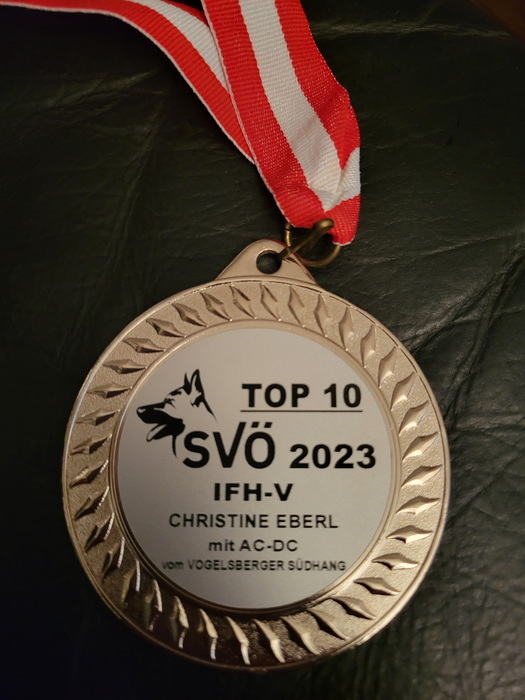 TOP 10
SVÖ 2023
IFH-V
CHRISTINE EBERL
mit AC-DC
vom VOGELSBERGER SÜDHANG